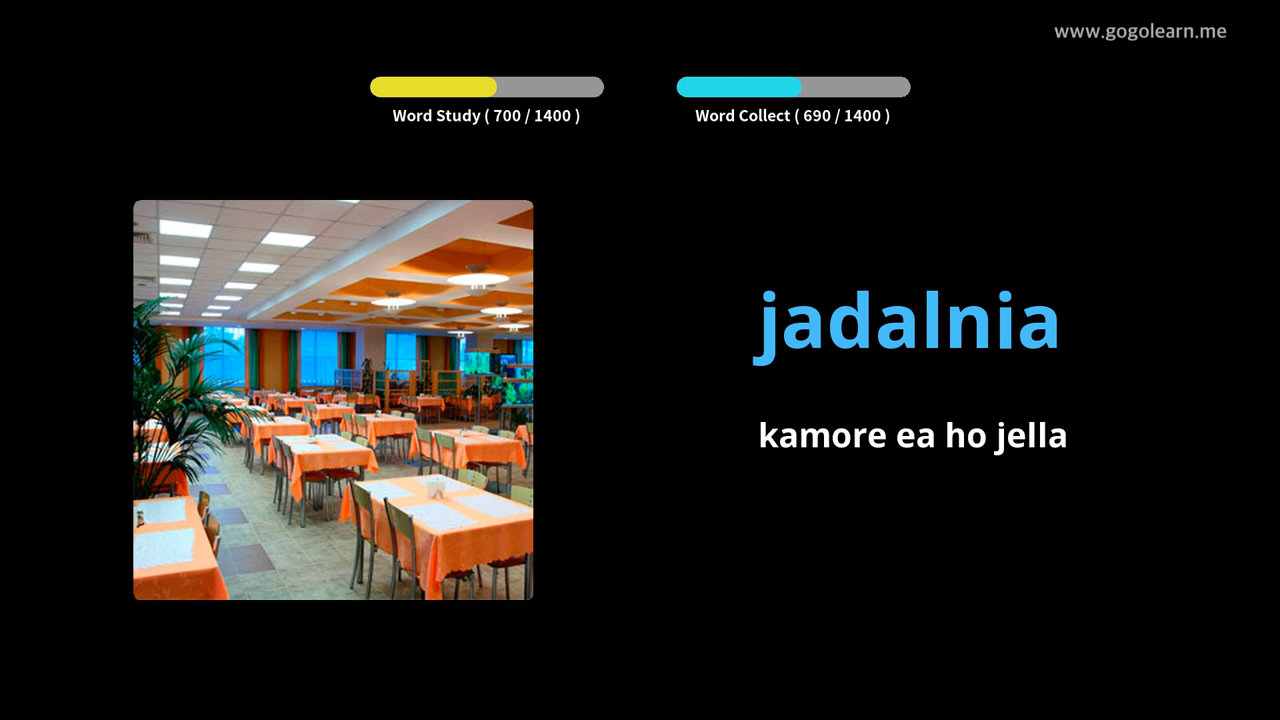 www.gogolearn.me
Word Study ( 700 / 1400 )
Word Collect ( 690 / 1400 )
jadalnia
kamore ea ho jella